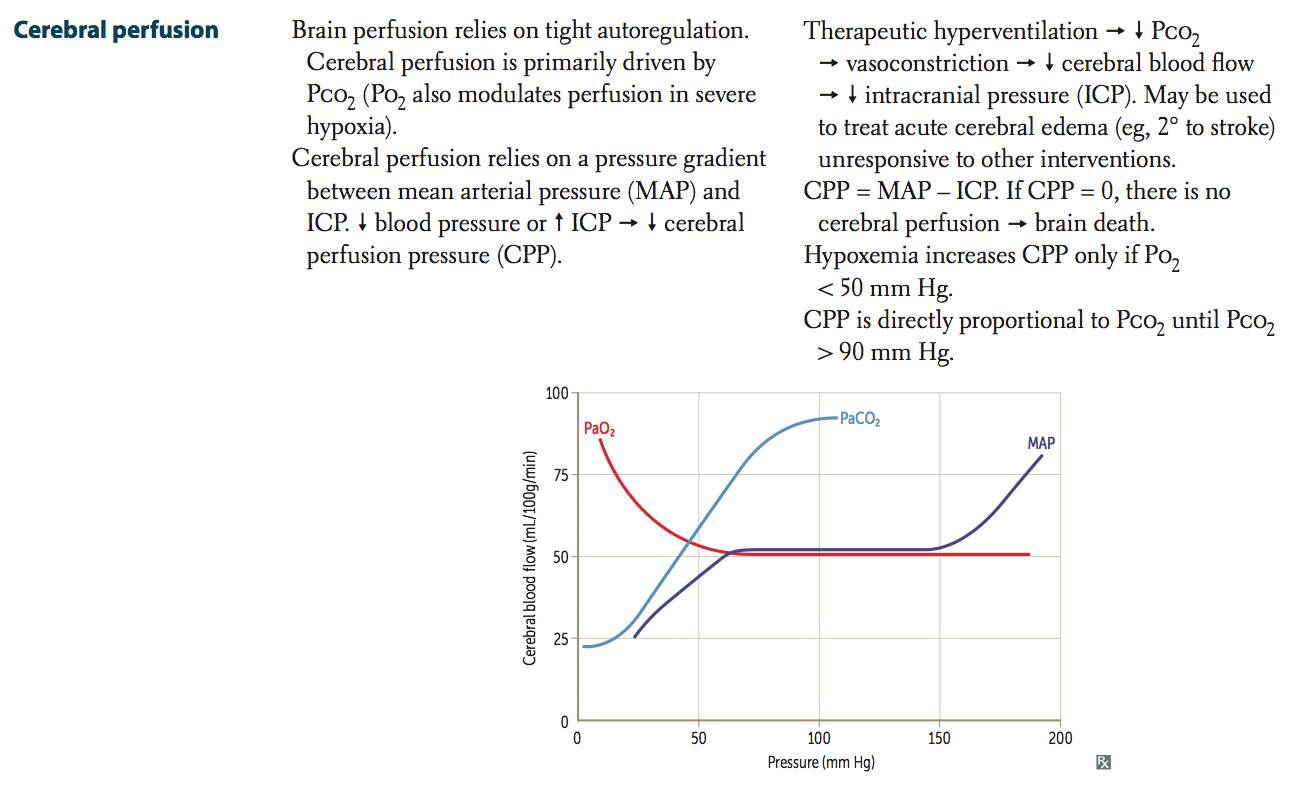 Cerebral perfusion
Brain perfusion relies on tight autoregulation.
Cerebral perfusion is primarily driven by
PCO₂ (PO₂ also modulates perfusion in severe
hypoxia).
Cerebral perfusion relies on a pressure gradient
between mean arterial pressure (MAP) and
ICP. ↓ blood pressure or ↑ ICP → ↓ cerebral
perfusion pressure (CPP).
Therapeutic hyperventilation → ↓ PCO₂
→ vasoconstriction → ↓ cerebral blood flow
→ ↓ intracranial pressure (ICP). May be used
to treat acute cerebral edema (eg, 2° to stroke)
unresponsive to other interventions.
CPP = MAP – ICP. If CPP = 0, there is no
cerebral perfusion → brain death.
Hypoxemia increases CPP only if PO₂
< 50 mm Hg.
CPP is directly proportional to PCO₂ until PCO₂
> 90 mm Hg.
100
75
50
25
0
Cerebral blood flow (mL/100g/min)
PaO₂
PaCO₂
MAP
0 50 100 150 200
Pressure (mm Hg)
Rx